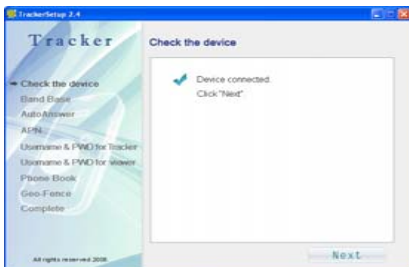 TrackerSetup 2.4
Tracker
Check the device
Check the device
Band Base
AutoAnswer
APN
Username & PWD for Tracker
Username & PWD for viewer
Phone Book
Geo-Fence
Complete
All rights reserved 2008
Device connected.
Click "Next".
Next